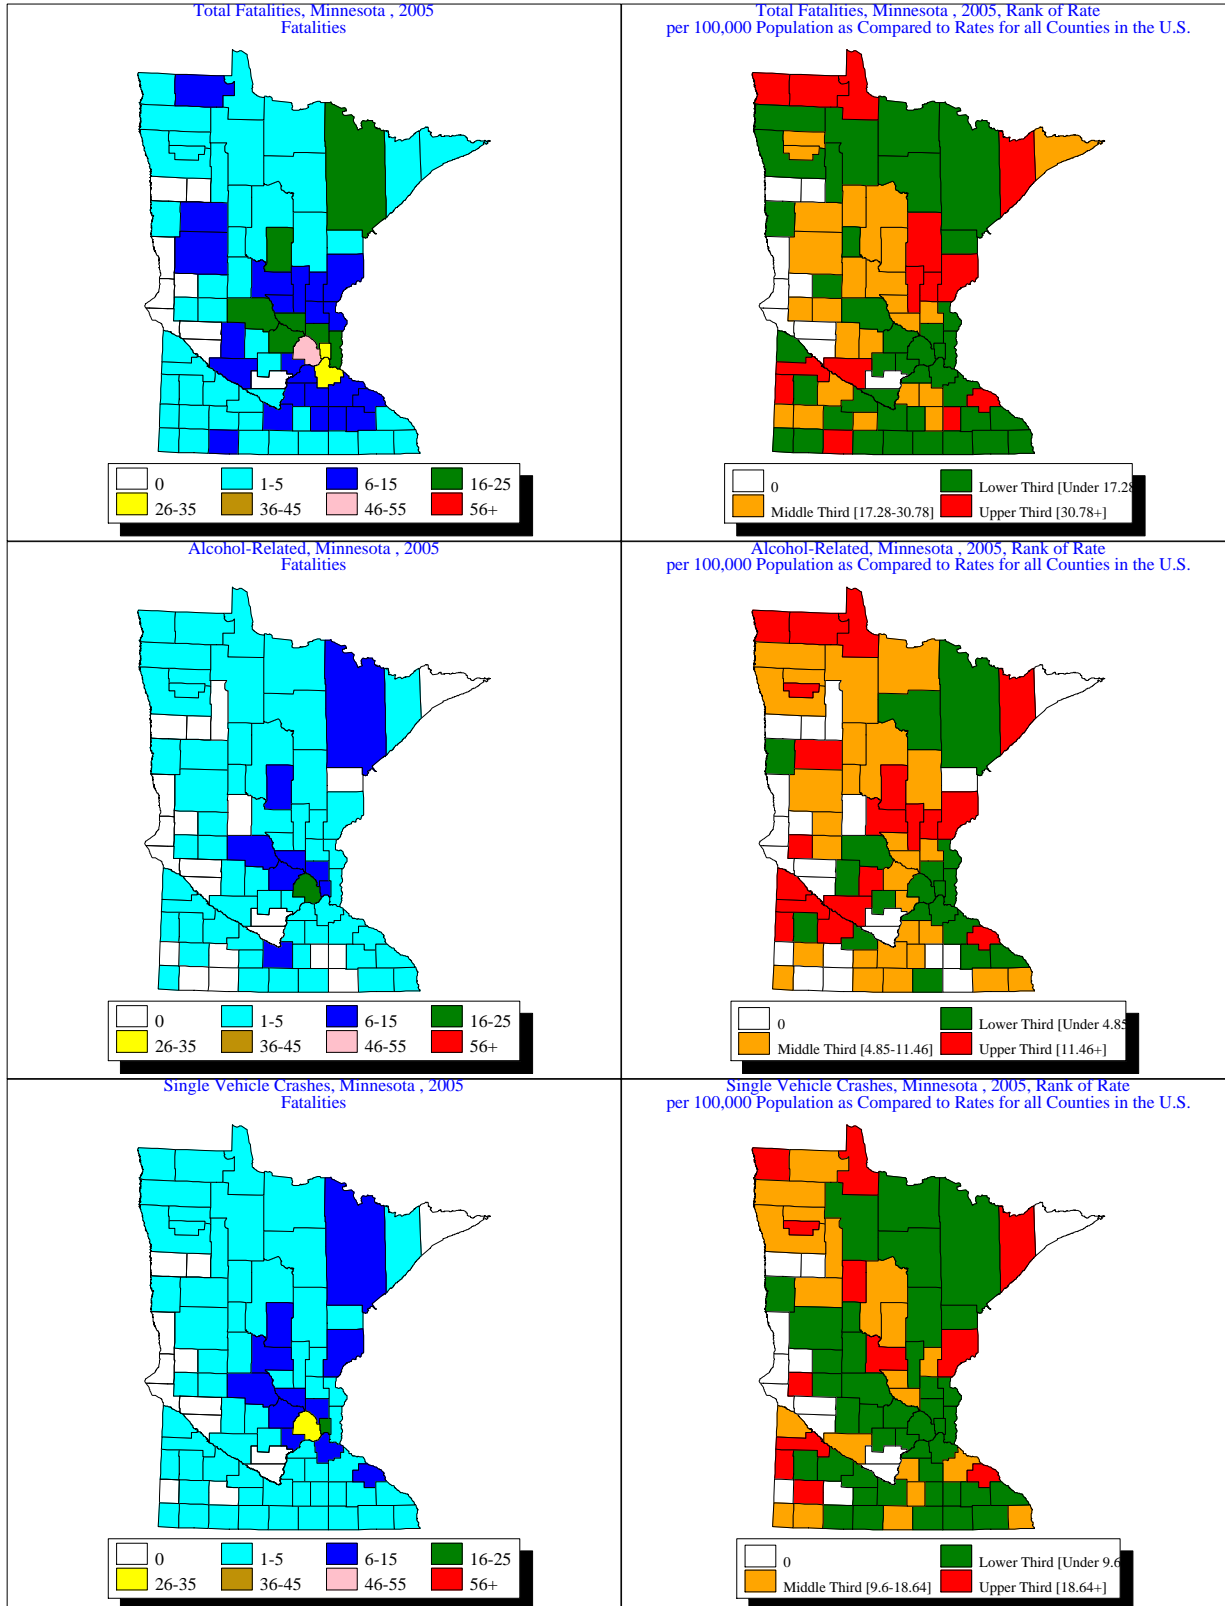 Total Fatalities, Minnesota , 2005
Fatalities
0
1-5
6-15
16-25
26-35
36-45
46-55
56+
Total Fatalities, Minnesota , 2005, Rank of Rate
per 100,000 Population as Compared to Rates for all Counties in the U.S.
0
Lower Third [Under 17.28
Middle Third [17.28-30.78]
Upper Third [30.78+]
Alcohol-Related, Minnesota , 2005
Fatalities
0
1-5
6-15
16-25
26-35
36-45
46-55
56+
Alcohol-Related, Minnesota , 2005, Rank of Rate
per 100,000 Population as Compared to Rates for all Counties in the U.S.
0
Lower Third [Under 4.85
Middle Third [4.85-11.46]
Upper Third [11.46+]
Single Vehicle Crashes, Minnesota , 2005
Fatalities
0
1-5
6-15
16-25
26-35
36-45
46-55
56+
Single Vehicle Crashes, Minnesota , 2005, Rank of Rate
per 100,000 Population as Compared to Rates for all Counties in the U.S.
0
Lower Third [Under 9.6
Middle Third [9.6-18.64]
Upper Third [18.64+]